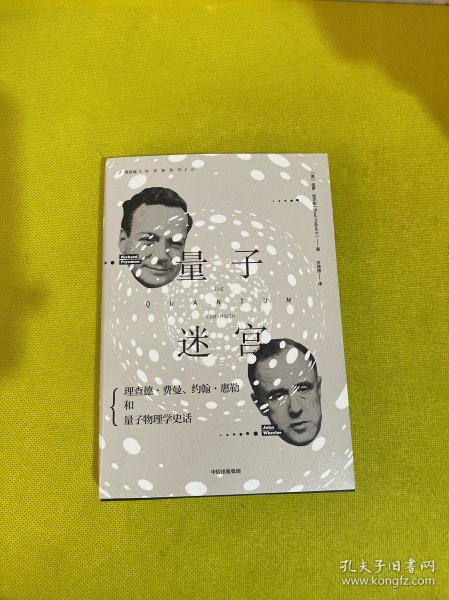 Richard
Feynman
量子
THE
QUANTUM
LABYRINTH
迷宫
理查德·费曼、约翰·惠勒
和
量子物理学史话
John
Wheeler
中信出版集团
孔夫子旧书网
www.kongfz.com